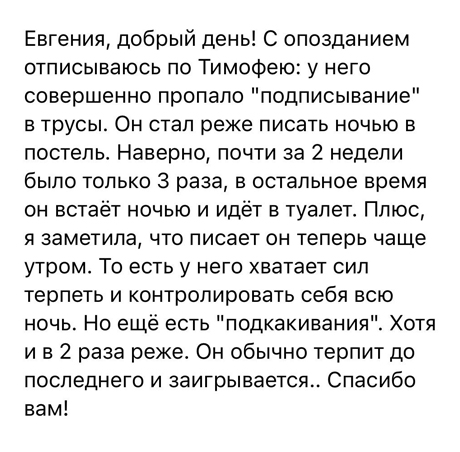 Евгения, добрый день! С опозданием
отписываюсь по Тимофею: у него
совершенно пропало "подписывание"
в трусы. Он стал реже писать ночью в
постель. Наверно, почти за 2 недели
было только 3 раза, в остальное время
он встаёт ночью и идёт в туалет. Плюс,
я заметила, что писает он теперь чаще
утром. То есть у него хватает сил
терпеть и контролировать себя всю
ночь. Но ещё есть "подкакивания". Хотя
и в 2 раза реже. Он обычно терпит до
последнего и заигрывается.. Спасибо
вам!